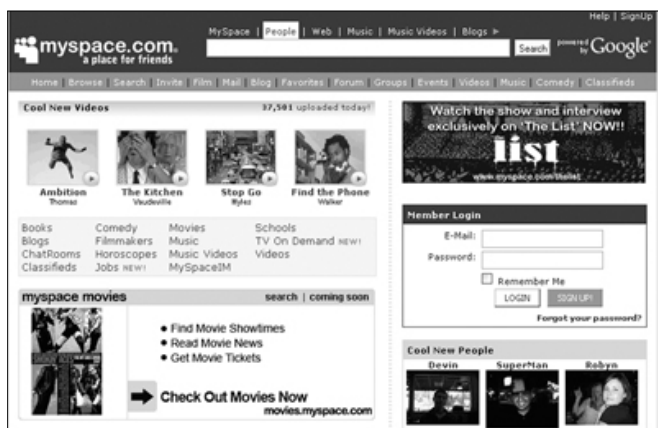 Help | SignUp
MySpace | People | Web | Music | Music Videos | Blogs
myspace.com
a place for friends
Search
powered by Google
Home | Browse | Search | Invite | Film | Mail | Blog | Favorites | Forum | Groups | Events | Videos | Music | Comedy | Classifieds
Cool New Videos
37,501 uploaded today!
Ambition
Thomas
The Kitchen
Vaudeville
Stop Go
Myles
Find the Phone
Walker
Books
Comedy
Movies
Schools
Blogs
Filmmakers
Music
TV On Demand NEW!
ChatRooms
Horoscopes
Music Videos
Videos
Classifieds
Jobs NEW!
MySpaceIM
myspace movies
search | coming soon
• Find Movie Showtimes
• Read Movie News
• Get Movie Tickets
Check Out Movies Now
movies.myspace.com
Watch the show and interview
exclusively on 'The List' NOW!!
list
www.myspace.com/thelist
Member Login
E-Mail:
Password:
Remember Me
LOGIN
SIGN UP!
Forgot your password?
Cool New People
Devin
SuperMan
Robyn